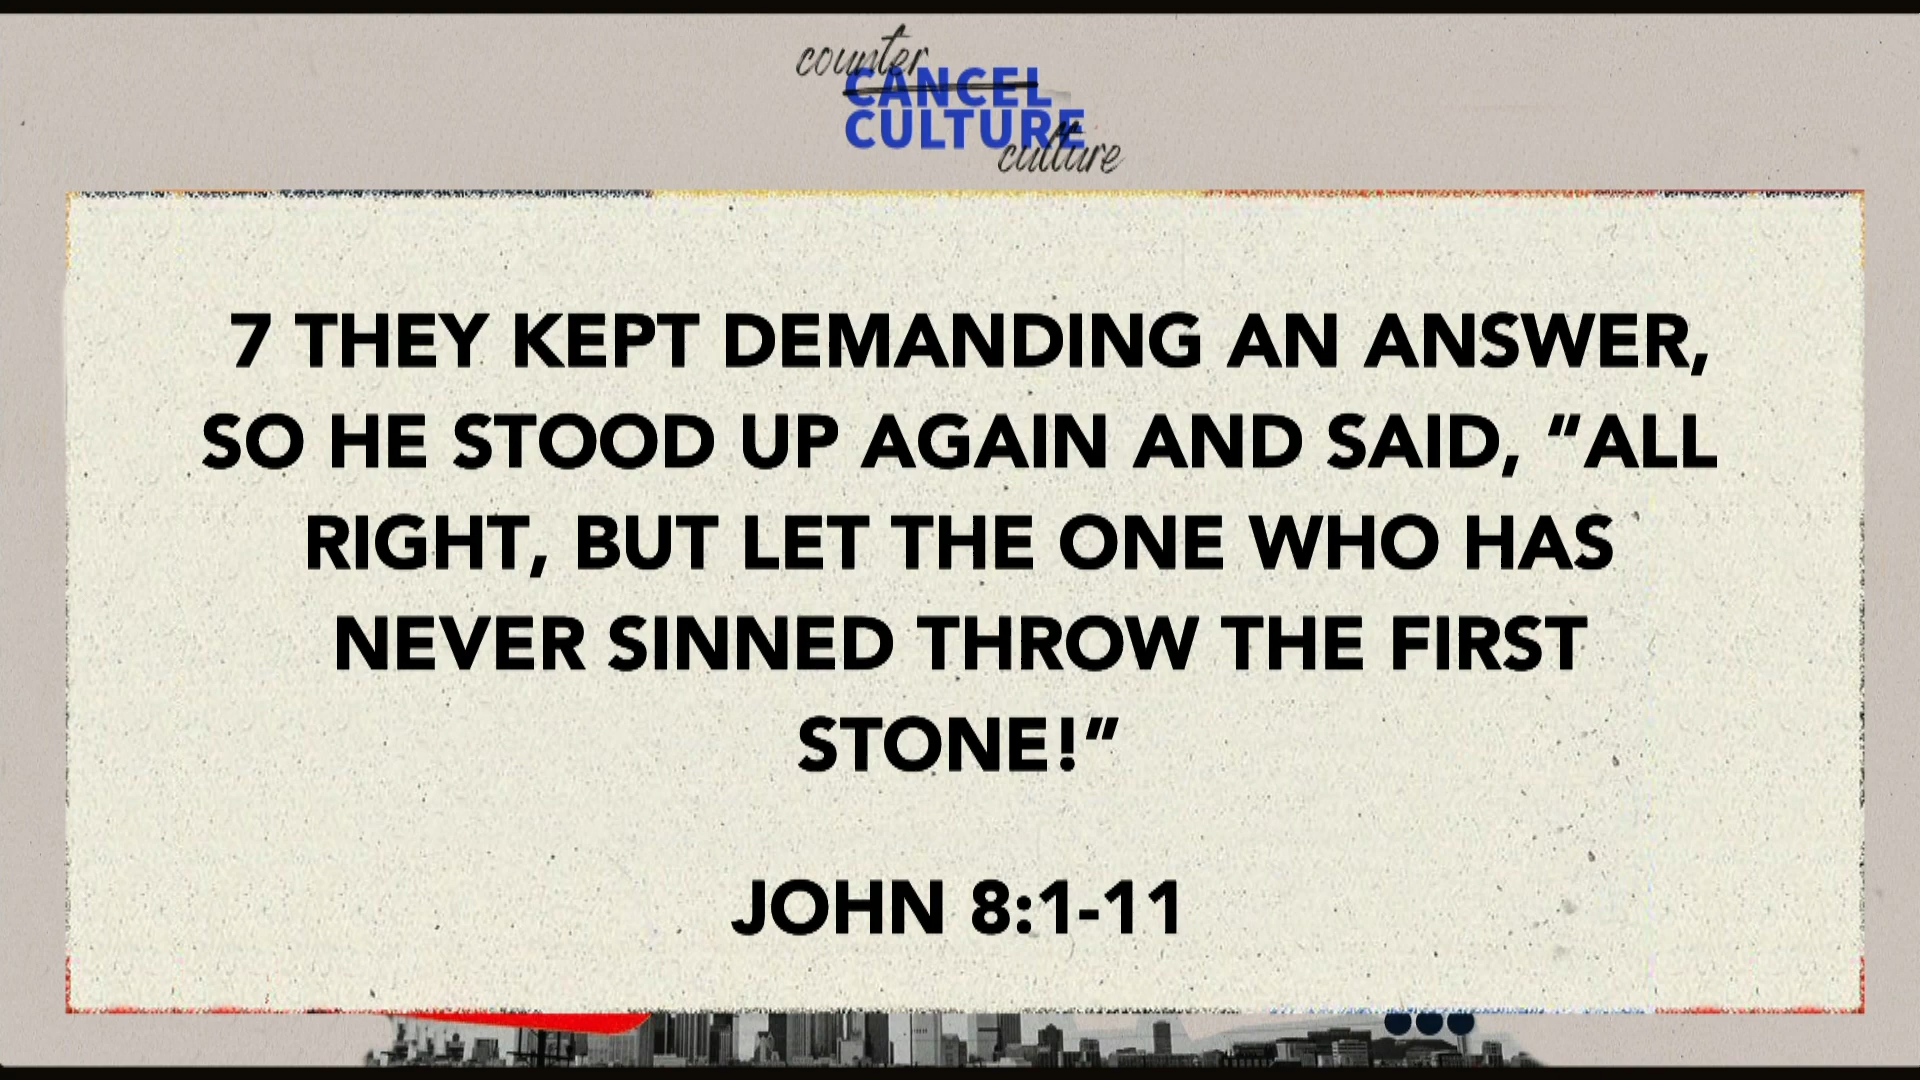 counter
CANCEL
CULTURE
culture
7 THEY KEPT DEMANDING AN ANSWER,
SO HE STOOD UP AGAIN AND SAID, “ALL
RIGHT, BUT LET THE ONE WHO HAS
NEVER SINNED THROW THE FIRST
STONE!”
JOHN 8:1-11